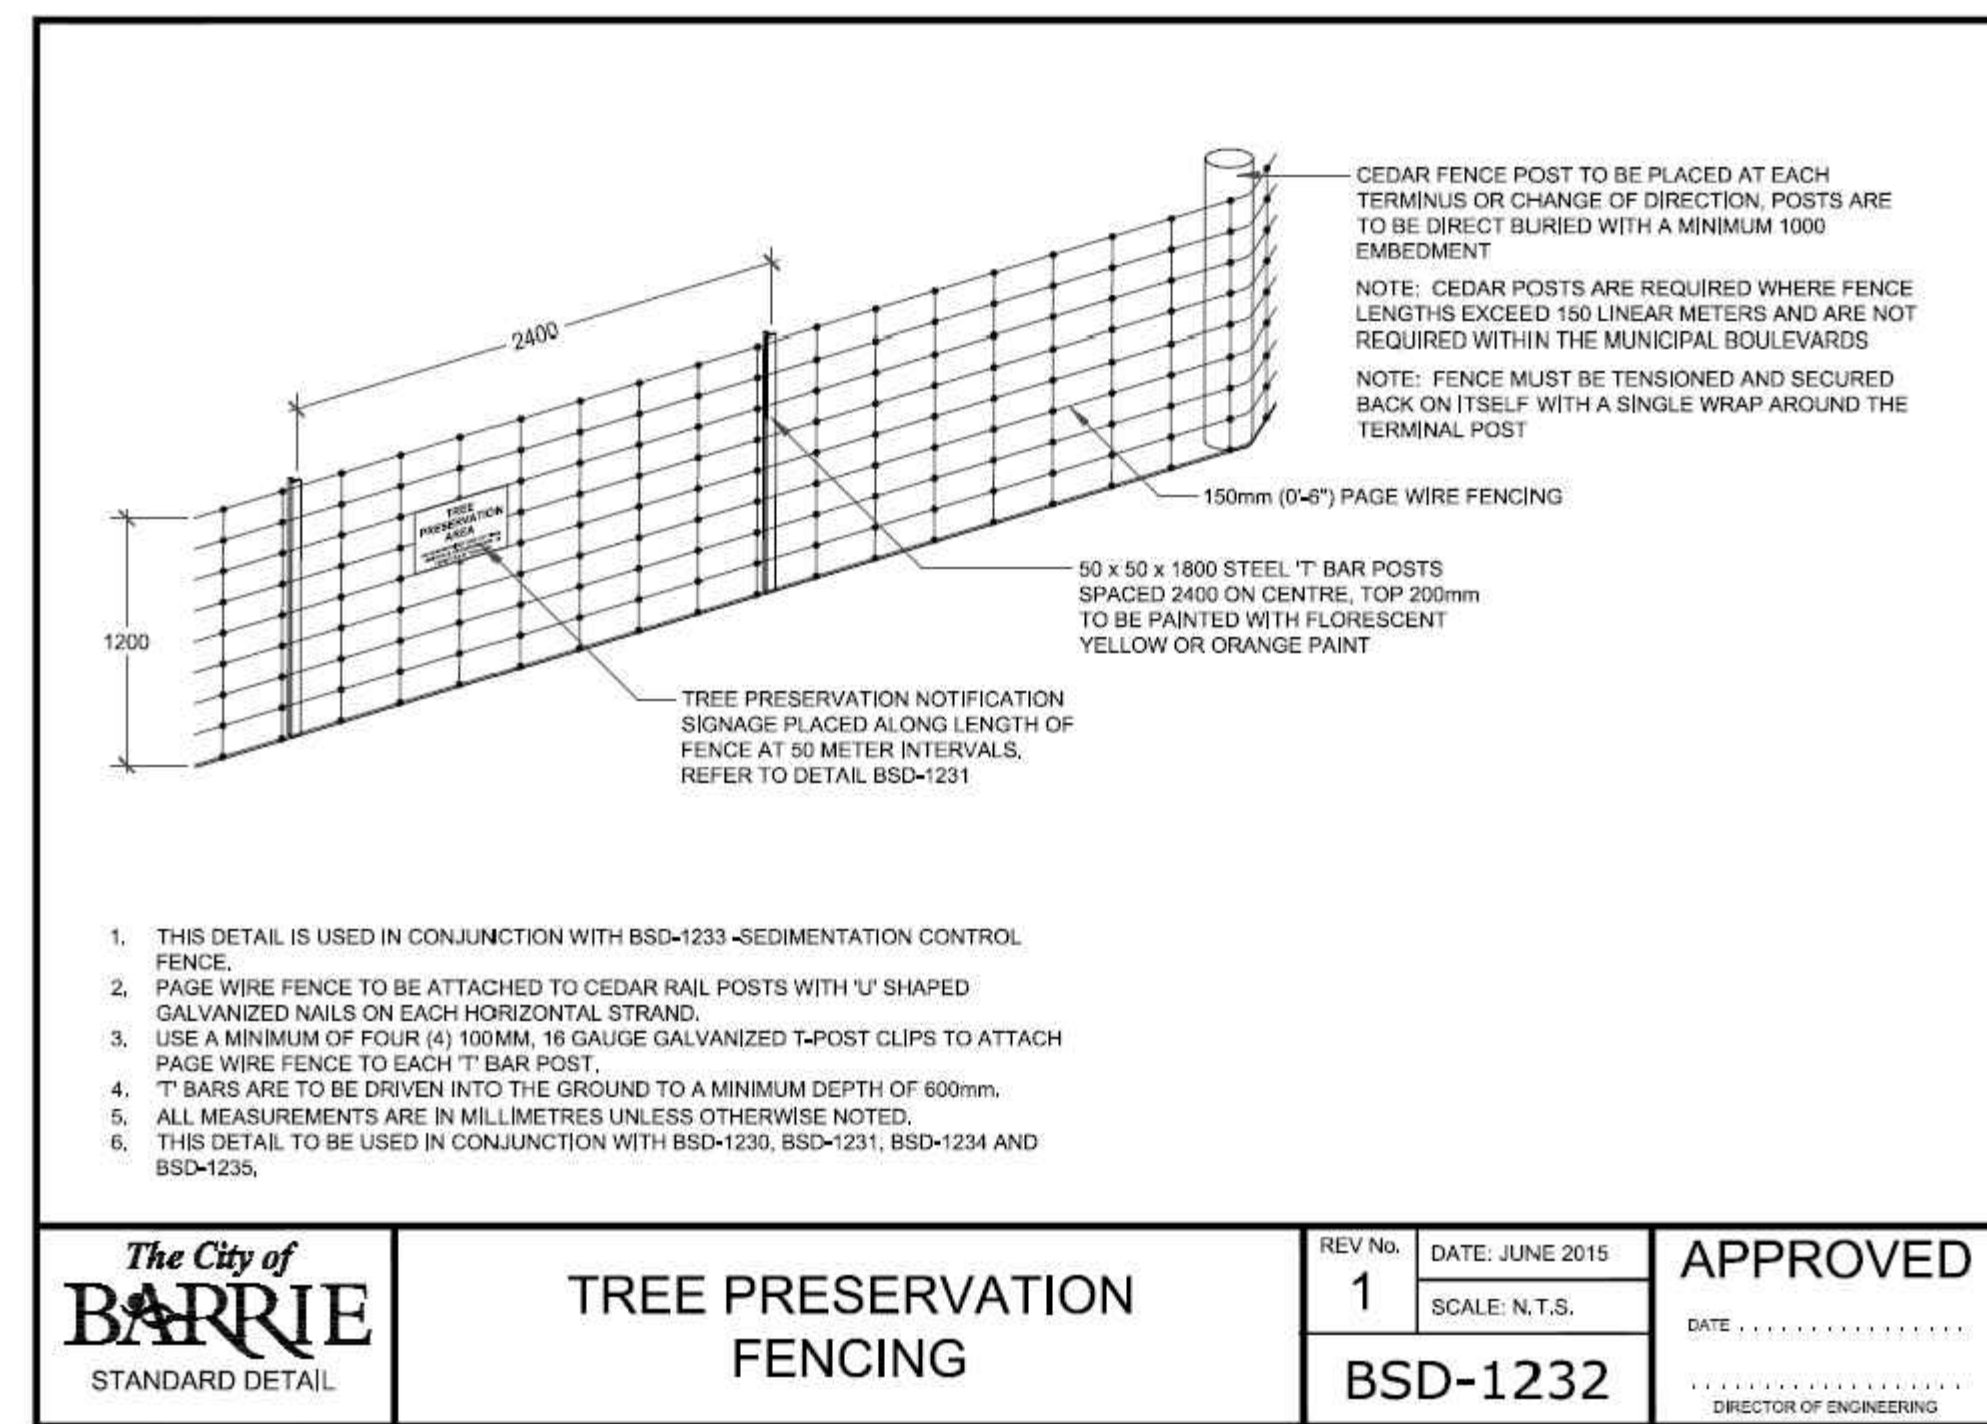 CEDAR FENCE POST TO BE PLACED AT EACH
TERMINUS OR CHANGE OF DIRECTION, POSTS ARE
TO BE DIRECT BURIED WITH A MINIMUM 1000
EMBEDMENT
NOTE: CEDAR POSTS ARE REQUIRED WHERE FENCE
LENGTHS EXCEED 150 LINEAR METERS AND ARE NOT
REQUIRED WITHIN THE MUNICIPAL BOULEVARDS
NOTE: FENCE MUST BE TENSIONED AND SECURED
BACK ON ITSELF WITH A SINGLE WRAP AROUND THE
TERMINAL POST
2400
150mm (0'-6") PAGE WIRE FENCING
TREE
PRESERVATION
AREA
50 x 50 x 1800 STEEL 'T' BAR POSTS
SPACED 2400 ON CENTRE, TOP 200mm
TO BE PAINTED WITH FLORESCENT
YELLOW OR ORANGE PAINT
1200
TREE PRESERVATION NOTIFICATION
SIGNAGE PLACED ALONG LENGTH OF
FENCE AT 50 METER INTERVALS,
REFER TO DETAIL BSD-1231
1. THIS DETAIL IS USED IN CONJUNCTION WITH BSD-1233 -SEDIMENTATION CONTROL
FENCE.
2. PAGE WIRE FENCE TO BE ATTACHED TO CEDAR RAIL POSTS WITH 'U' SHAPED
GALVANIZED NAILS ON EACH HORIZONTAL STRAND.
3. USE A MINIMUM OF FOUR (4) 100MM, 16 GAUGE GALVANIZED T-POST CLIPS TO ATTACH
PAGE WIRE FENCE TO EACH 'T' BAR POST.
4. 'T' BARS ARE TO BE DRIVEN INTO THE GROUND TO A MINIMUM DEPTH OF 600mm.
5. ALL MEASUREMENTS ARE IN MILLIMETRES UNLESS OTHERWISE NOTED.
6. THIS DETAIL TO BE USED IN CONJUNCTION WITH BSD-1230, BSD-1231, BSD-1234 AND
BSD-1235.
The City of
BARRIE
STANDARD DETAIL
TREE PRESERVATION
FENCING
REV No.
1
DATE: JUNE 2015
SCALE: N.T.S.
BSD-1232
APPROVED
DATE . . . . . . . . . . . . . . . .
. . . . . . . . . . . . . . . . . . .
DIRECTOR OF ENGINEERING